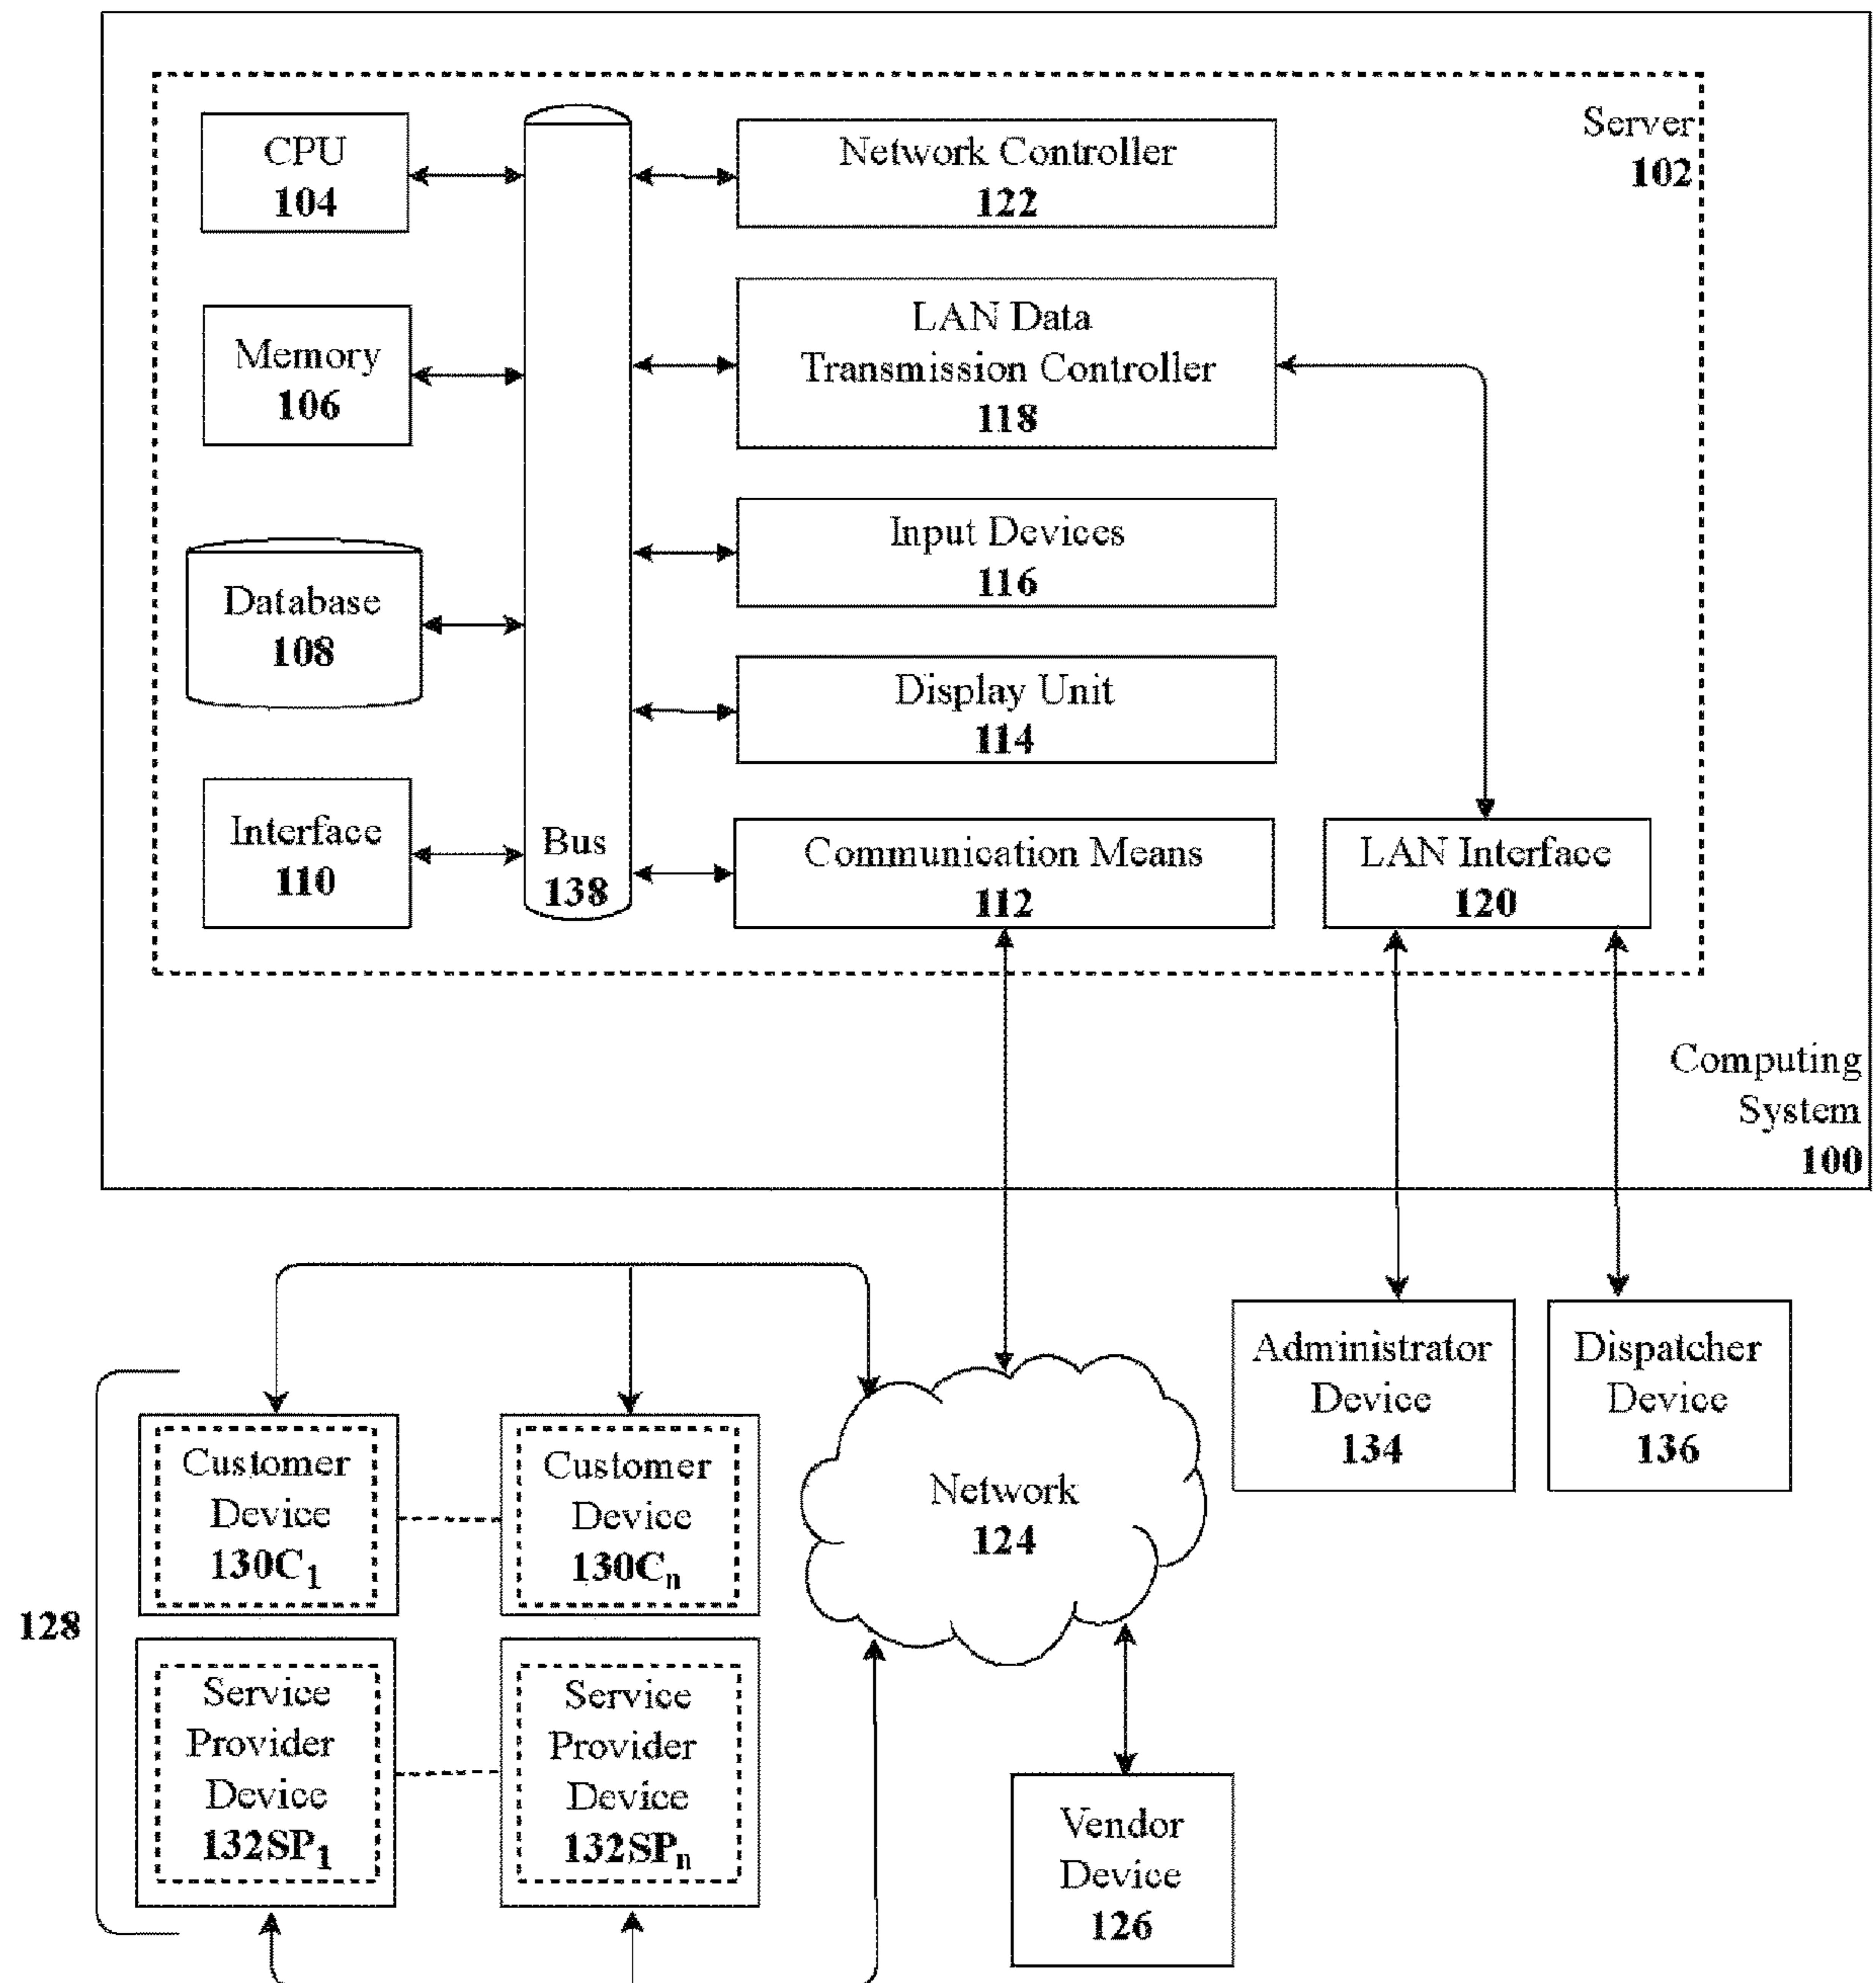 Server
102
CPU
104
Network Controller
122
LAN Data
Transmission Controller
118
Memory
106
Input Devices
116
Database
108
Display Unit
114
Interface
110
Bus
138
Communication Means
112
LAN Interface
120
Computing
System
100
Administrator
Device
134
Dispatcher
Device
136
Customer
Device
130C1
Customer
Device
130Cn
Network
124
128
Service
Provider
Device
132SP1
Service
Provider
Device
132SPn
Vendor
Device
126